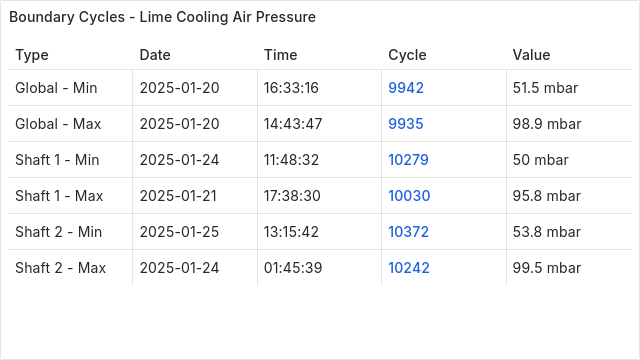 Boundary Cycles - Lime Cooling Air Pressure
Type Date Time Cycle Value
Global - Min 2025-01-20 16:33:16 9942 51.5 mbar
Global - Max 2025-01-20 14:43:47 9935 98.9 mbar
Shaft 1 - Min 2025-01-24 11:48:32 10279 50 mbar
Shaft 1 - Max 2025-01-21 17:38:30 10030 95.8 mbar
Shaft 2 - Min 2025-01-25 13:15:42 10372 53.8 mbar
Shaft 2 - Max 2025-01-24 01:45:39 10242 99.5 mbar